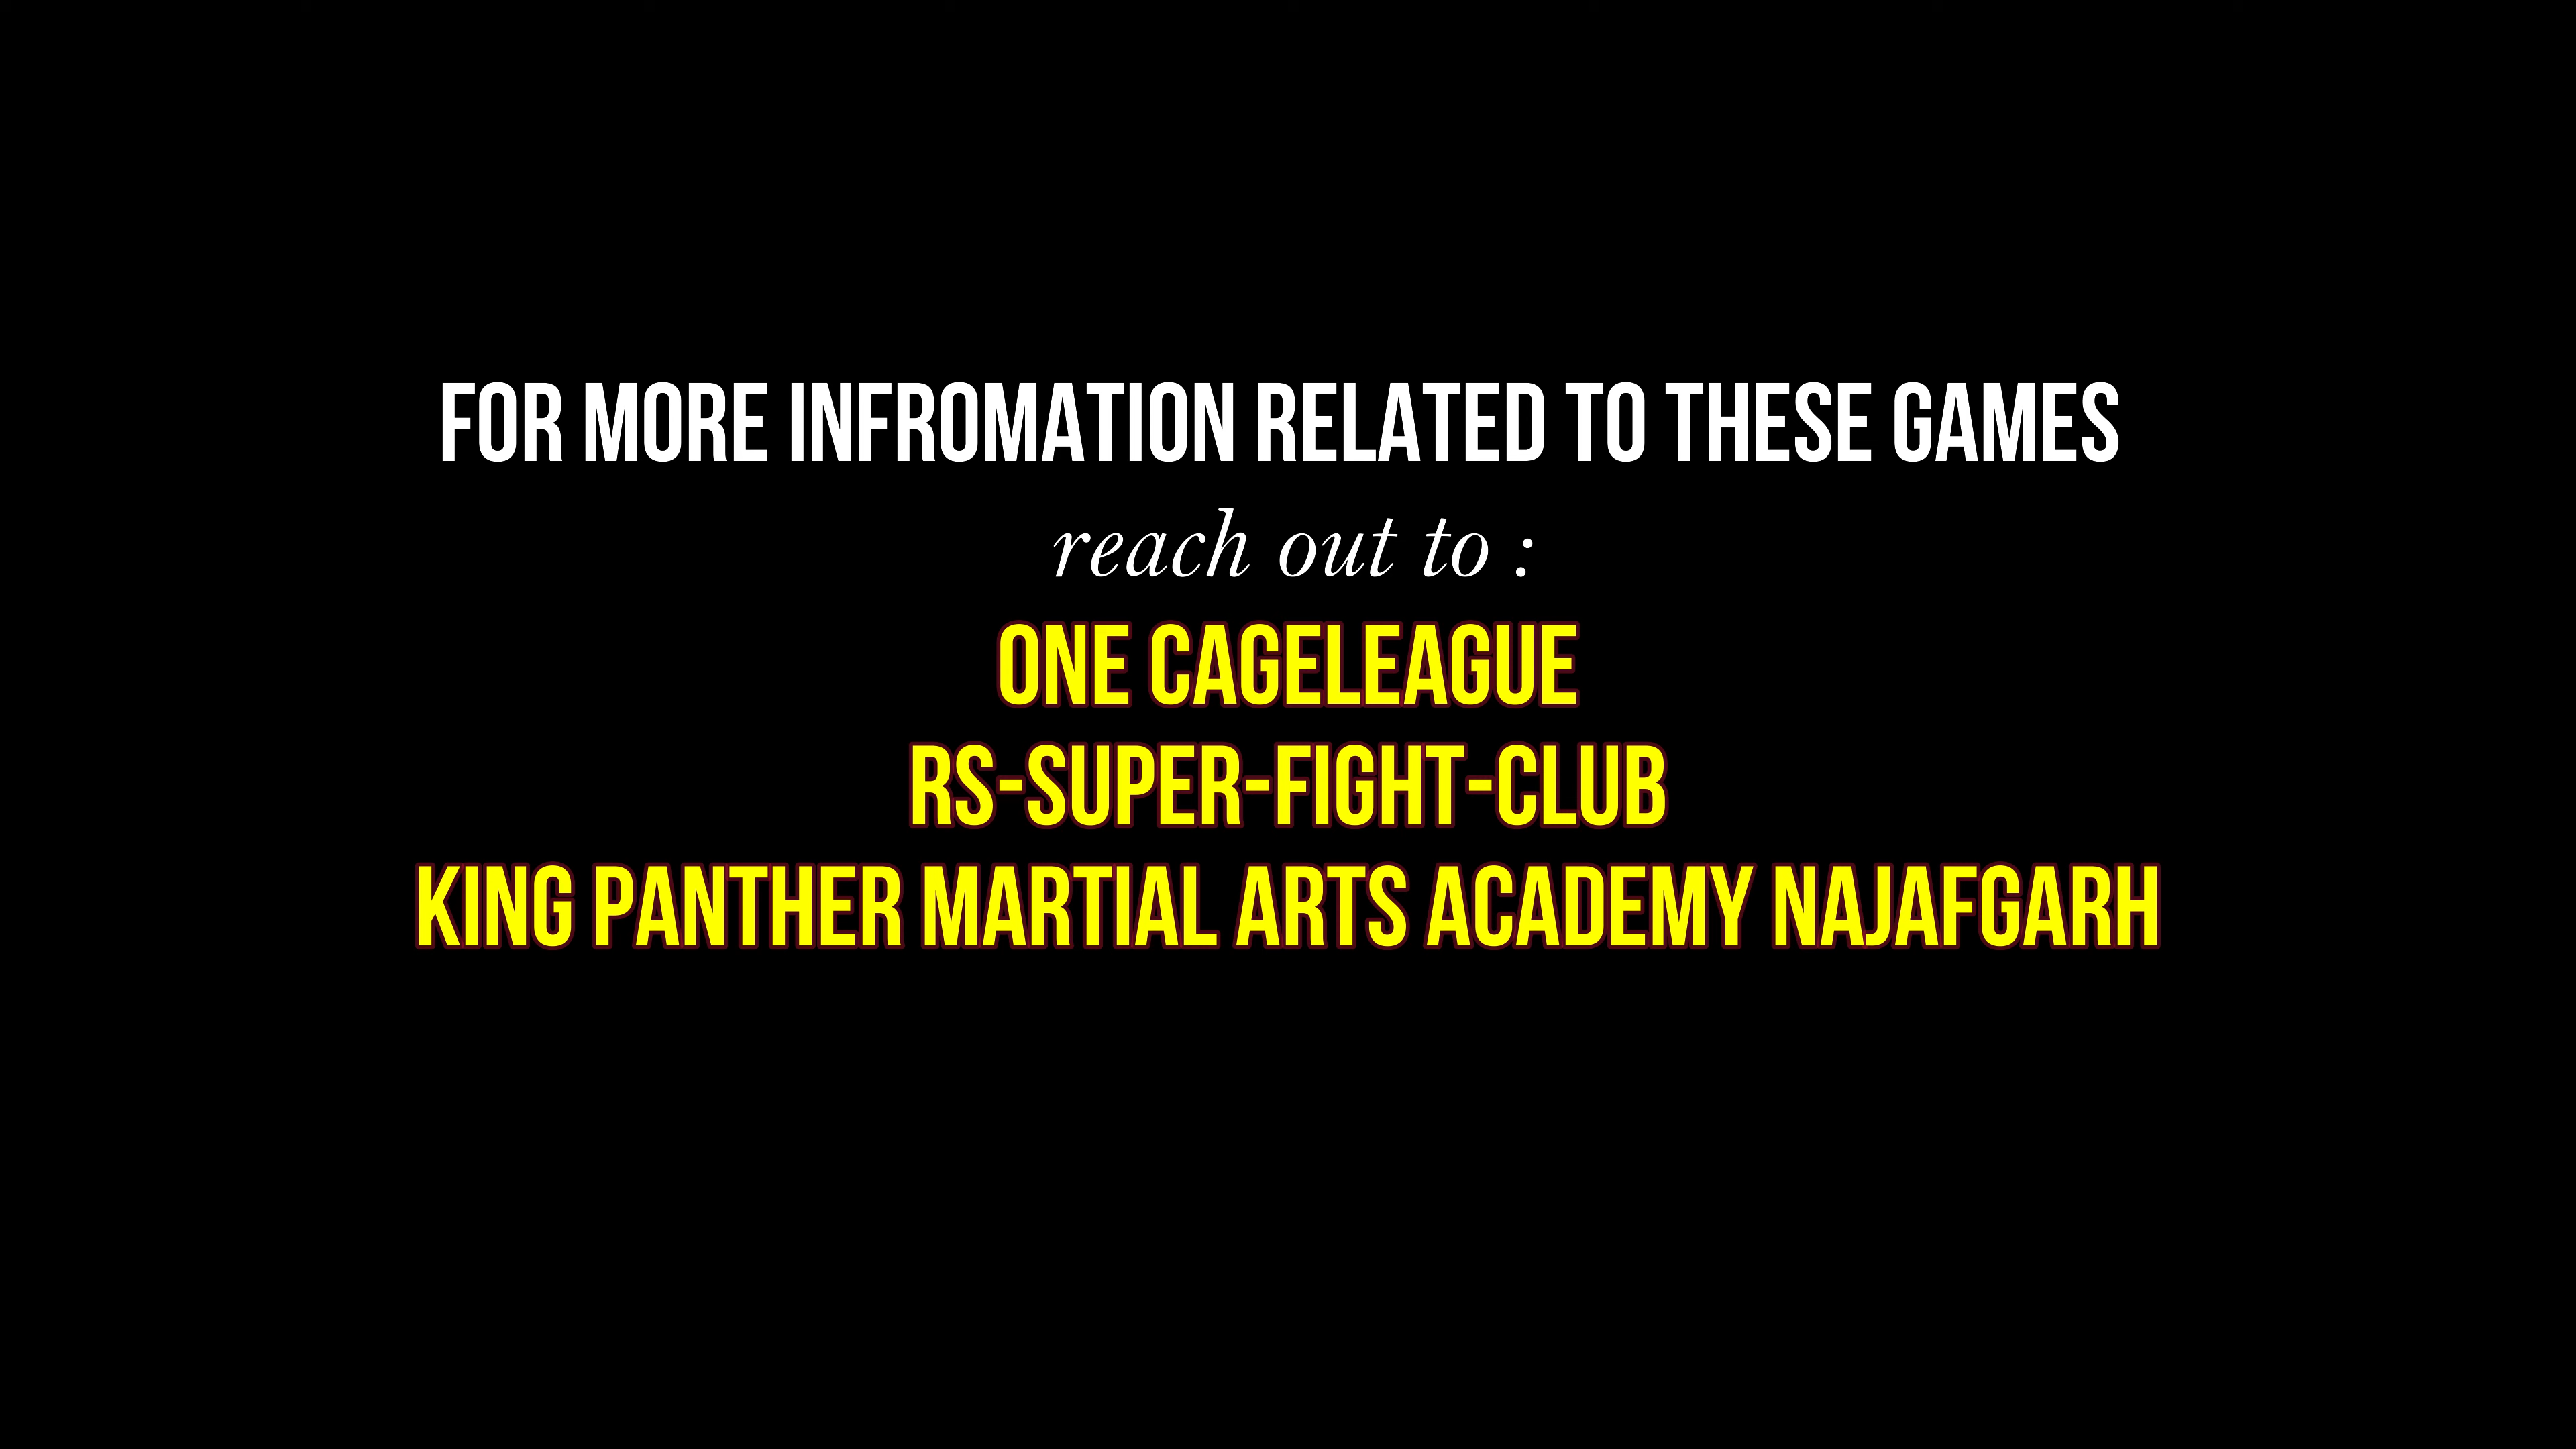 FOR MORE INFROMATION RELATED TO THESE GAMES
reach out to :
ONE CAGELEAGUE
RS-SUPER-FIGHT-CLUB
KING PANTHER MARTIAL ARTS ACADEMY NAJAFGARH